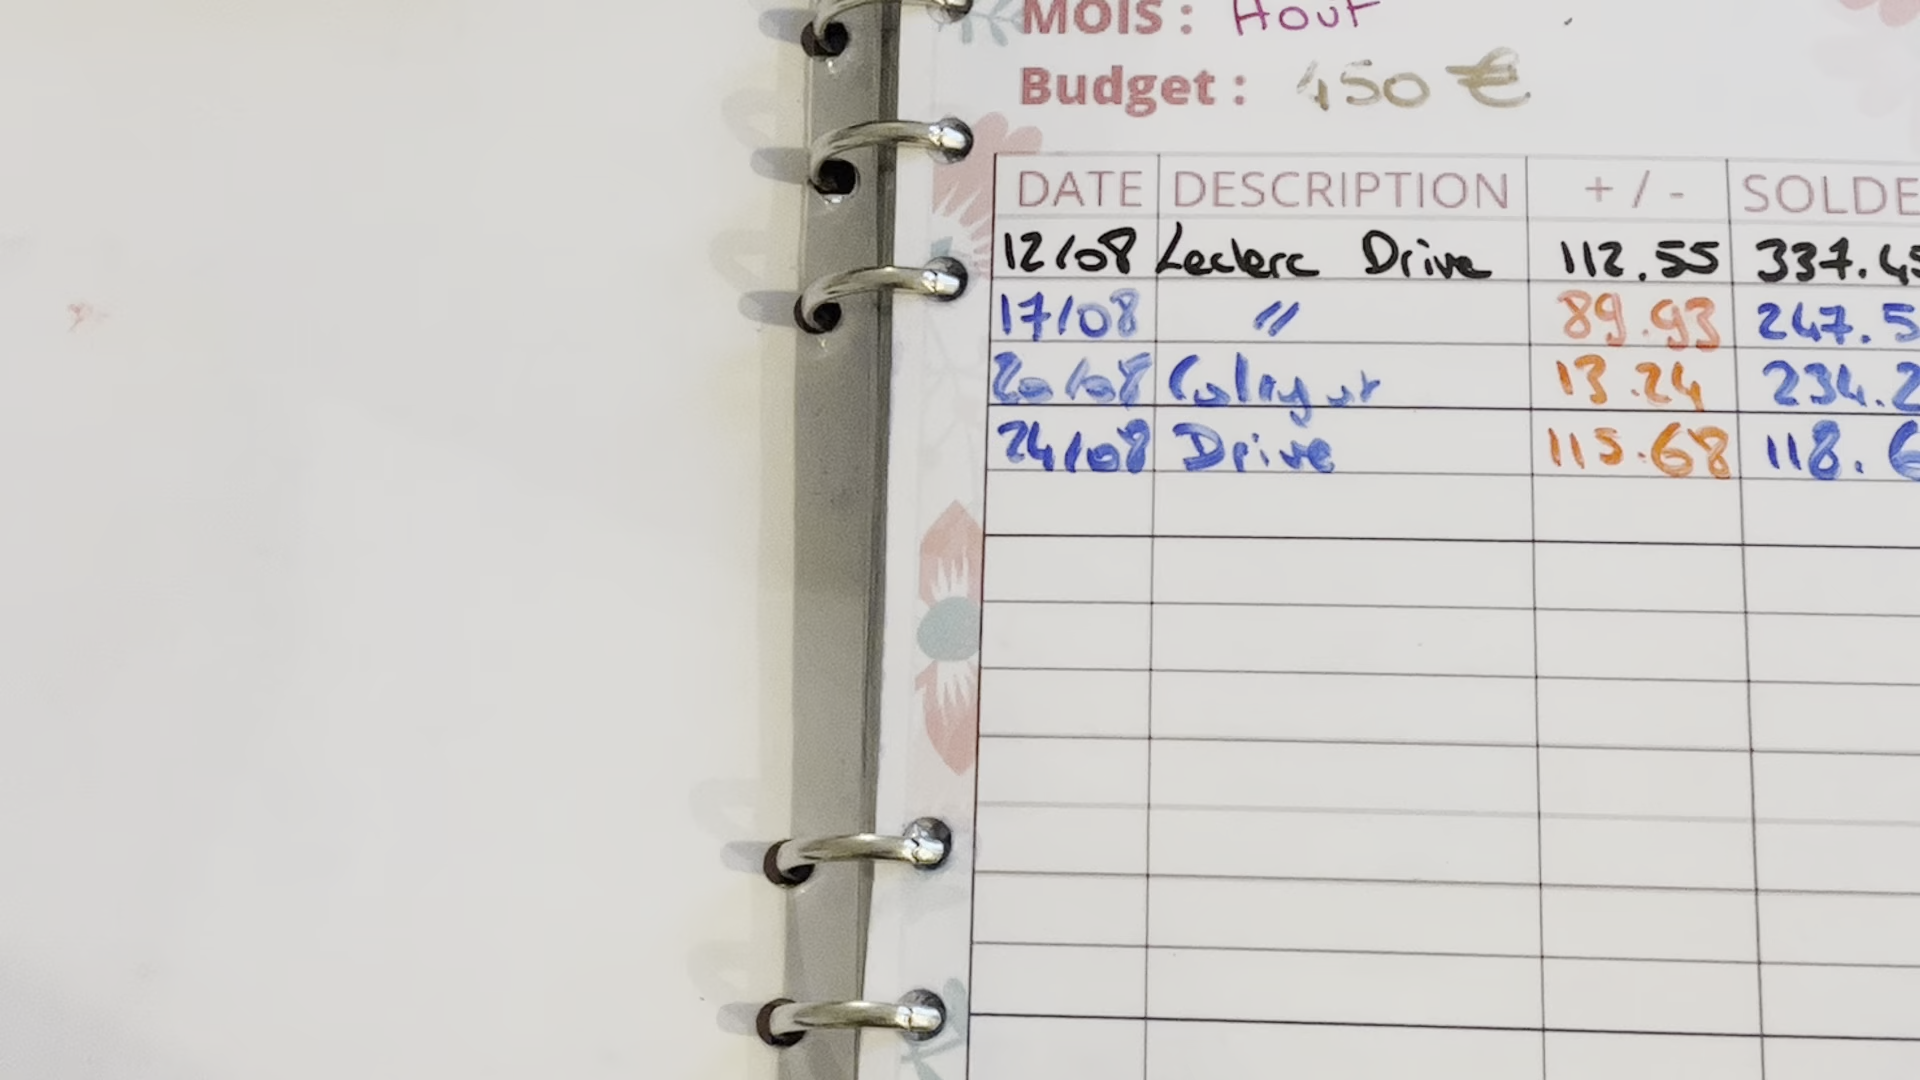 MOIS : Aout
Budget : 450 €
DATE DESCRIPTION + / - SOLDE
12/08 Leclerc Drive 112.55 337.45
17/08 〃 89.93 247.5
20/08 13.24 234.2
24/08 Drive 115.68 118.6